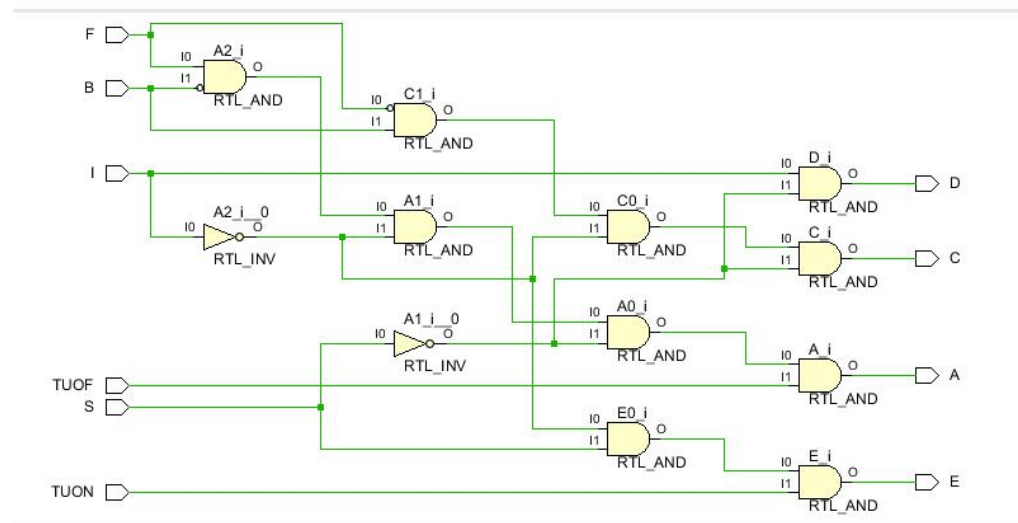 F
I0
A2_i
O
I1
RTL_AND
B
I0
C1_i
O
I1
RTL_AND
I
I0
D_i
O
I1
RTL_AND
D
I0
A2_i__0
O
RTL_INV
I0
A1_i
O
I1
RTL_AND
I0
C0_i
O
I1
RTL_AND
I0
C_i
O
I1
RTL_AND
C
I0
A1_i__0
O
RTL_INV
I0
A0_i
O
I1
RTL_AND
I0
A_i
O
I1
RTL_AND
A
TUOF
S
I0
E0_i
O
I1
RTL_AND
TUON
I0
E_i
O
I1
RTL_AND
E